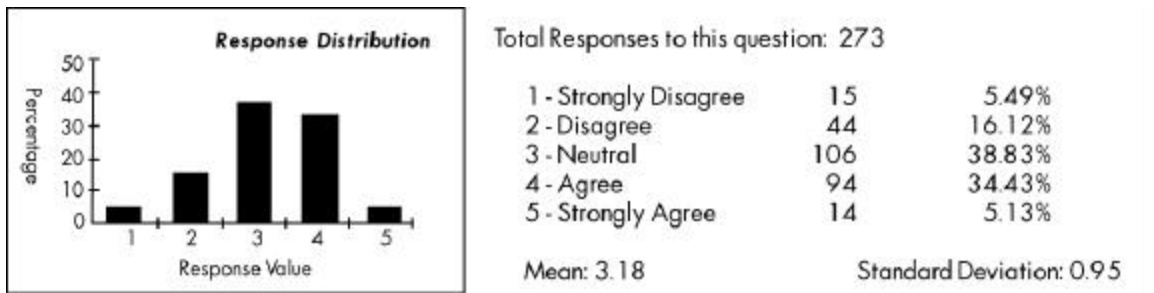 Response Distribution
50
40
30
20
10
0
Percentage
1 2 3 4 5
Response Value
Total Responses to this question: 273
1 - Strongly Disagree 15 5.49%
2 - Disagree 44 16.12%
3 - Neutral 106 38.83%
4 - Agree 94 34.43%
5 - Strongly Agree 14 5.13%
Mean: 3.18 Standard Deviation: 0.95